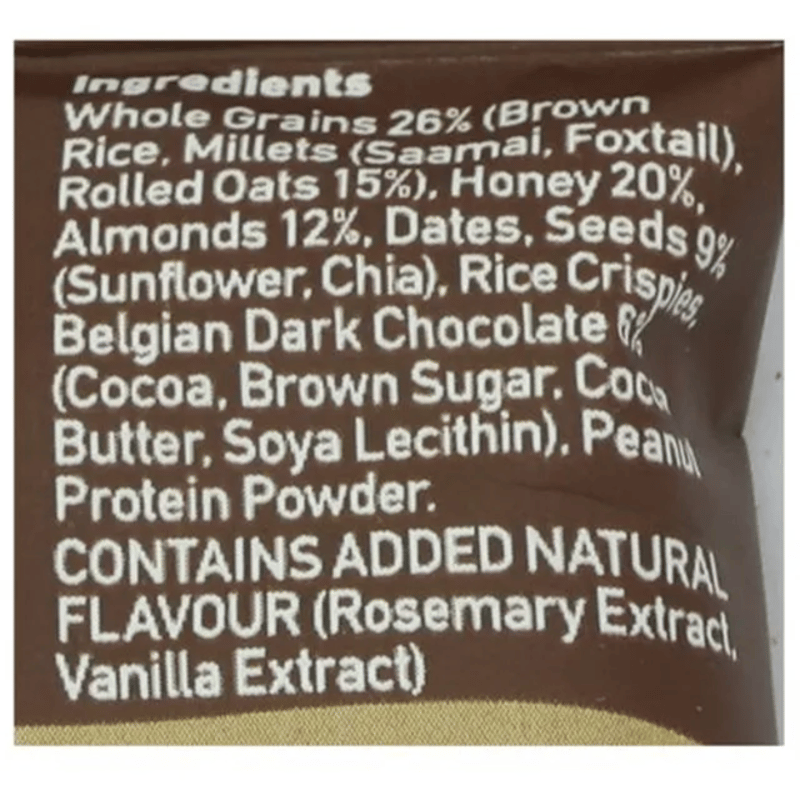 Ingredients
Whole Grains 26% (Brown
Rice, Millets (Saamai, Foxtail),
Rolled Oats 15%), Honey 20%,
Almonds 12%, Dates, Seeds 9%
(Sunflower, Chia), Rice Crispies,
Belgian Dark Chocolate 6%
(Cocoa, Brown Sugar, Cocoa
Butter, Soya Lecithin), Peanut
Protein Powder.
CONTAINS ADDED NATURAL
FLAVOUR (Rosemary Extract,
Vanilla Extract)